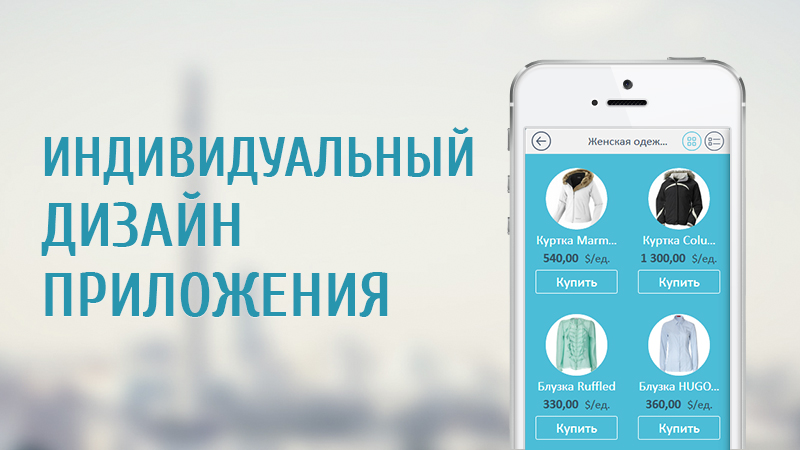 ИНДИВИДУАЛЬНЫЙ
ДИЗАЙН
ПРИЛОЖЕНИЯ
Женская одеж...
Куртка Marm...
540,00 $/ед.
Купить
Куртка Colu...
1 300,00 $/ед.
Купить
Блузка Ruffled
330,00 $/ед.
Купить
Блузка HUGO...
360,00 $/ед.
Купить